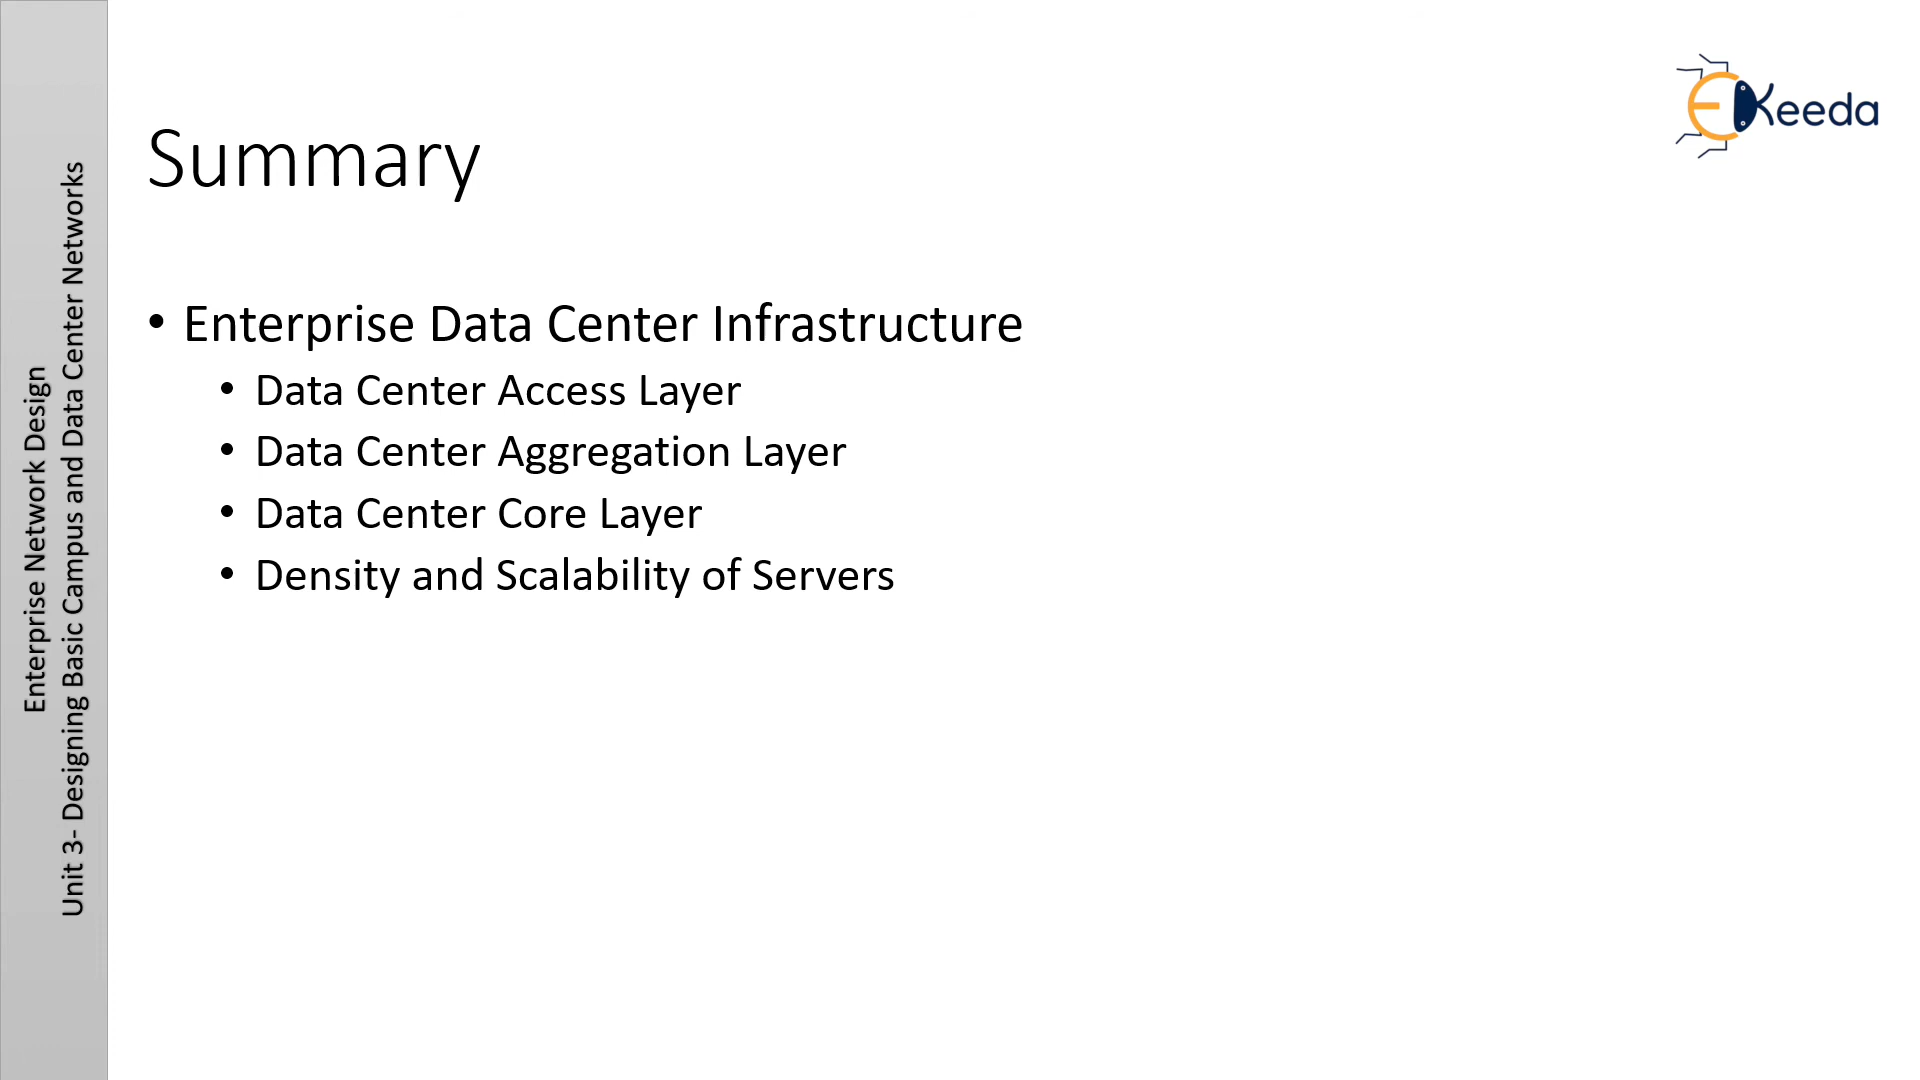 Enterprise Network Design
Unit 3- Designing Basic Campus and Data Center Networks
EKeeda
Summary
• Enterprise Data Center Infrastructure
• Data Center Access Layer
• Data Center Aggregation Layer
• Data Center Core Layer
• Density and Scalability of Servers